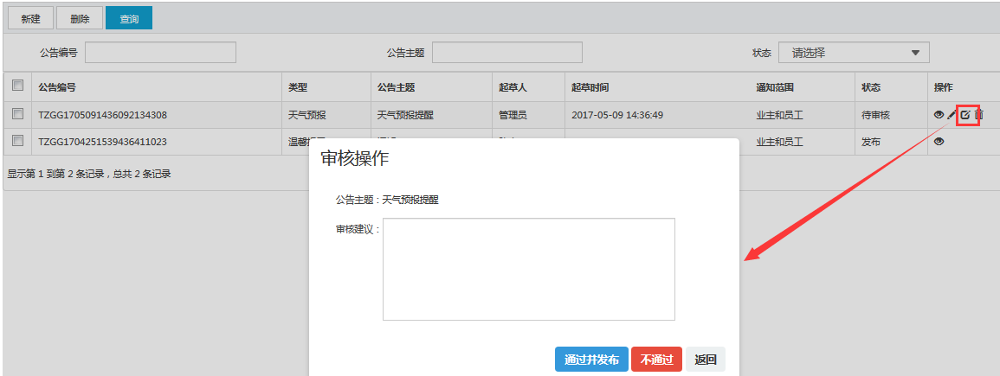 新建 删除 查询
公告编号 公告主题 状态 请选择
公告编号 类型 公告主题 起草人 起草时间 通知范围 状态 操作
TZGG1705091436092134308 天气预报 天气预报提醒 管理员 2017-05-09 14:36:49 业主和员工 待审核
TZGG1704251539436411023 温馨 业主和员工 发布
显示第 1 到第 2 条记录，总共 2 条记录
审核操作
公告主题：天气预报提醒
审核建议：
通过并发布 不通过 返回